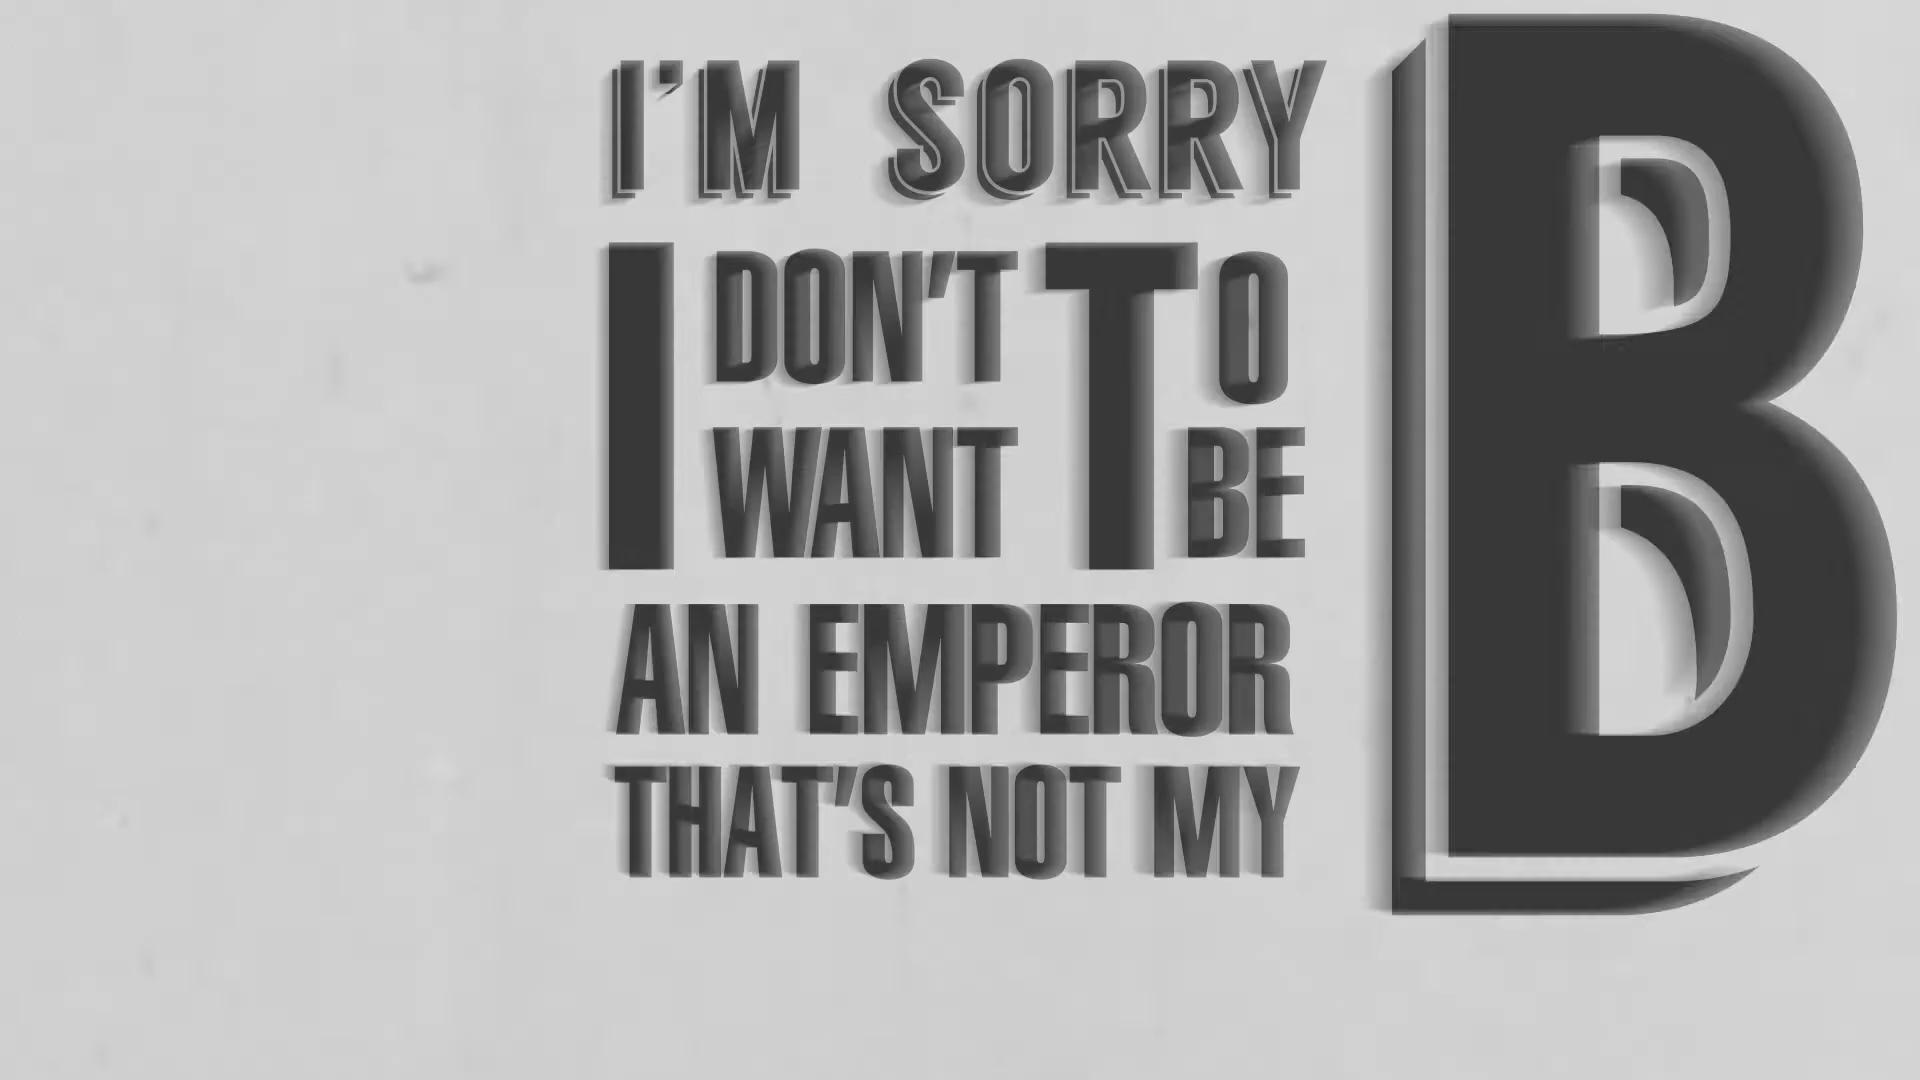 I'M SORRY
I DON'T WANT TO BE
AN EMPEROR
THAT'S NOT MY
B